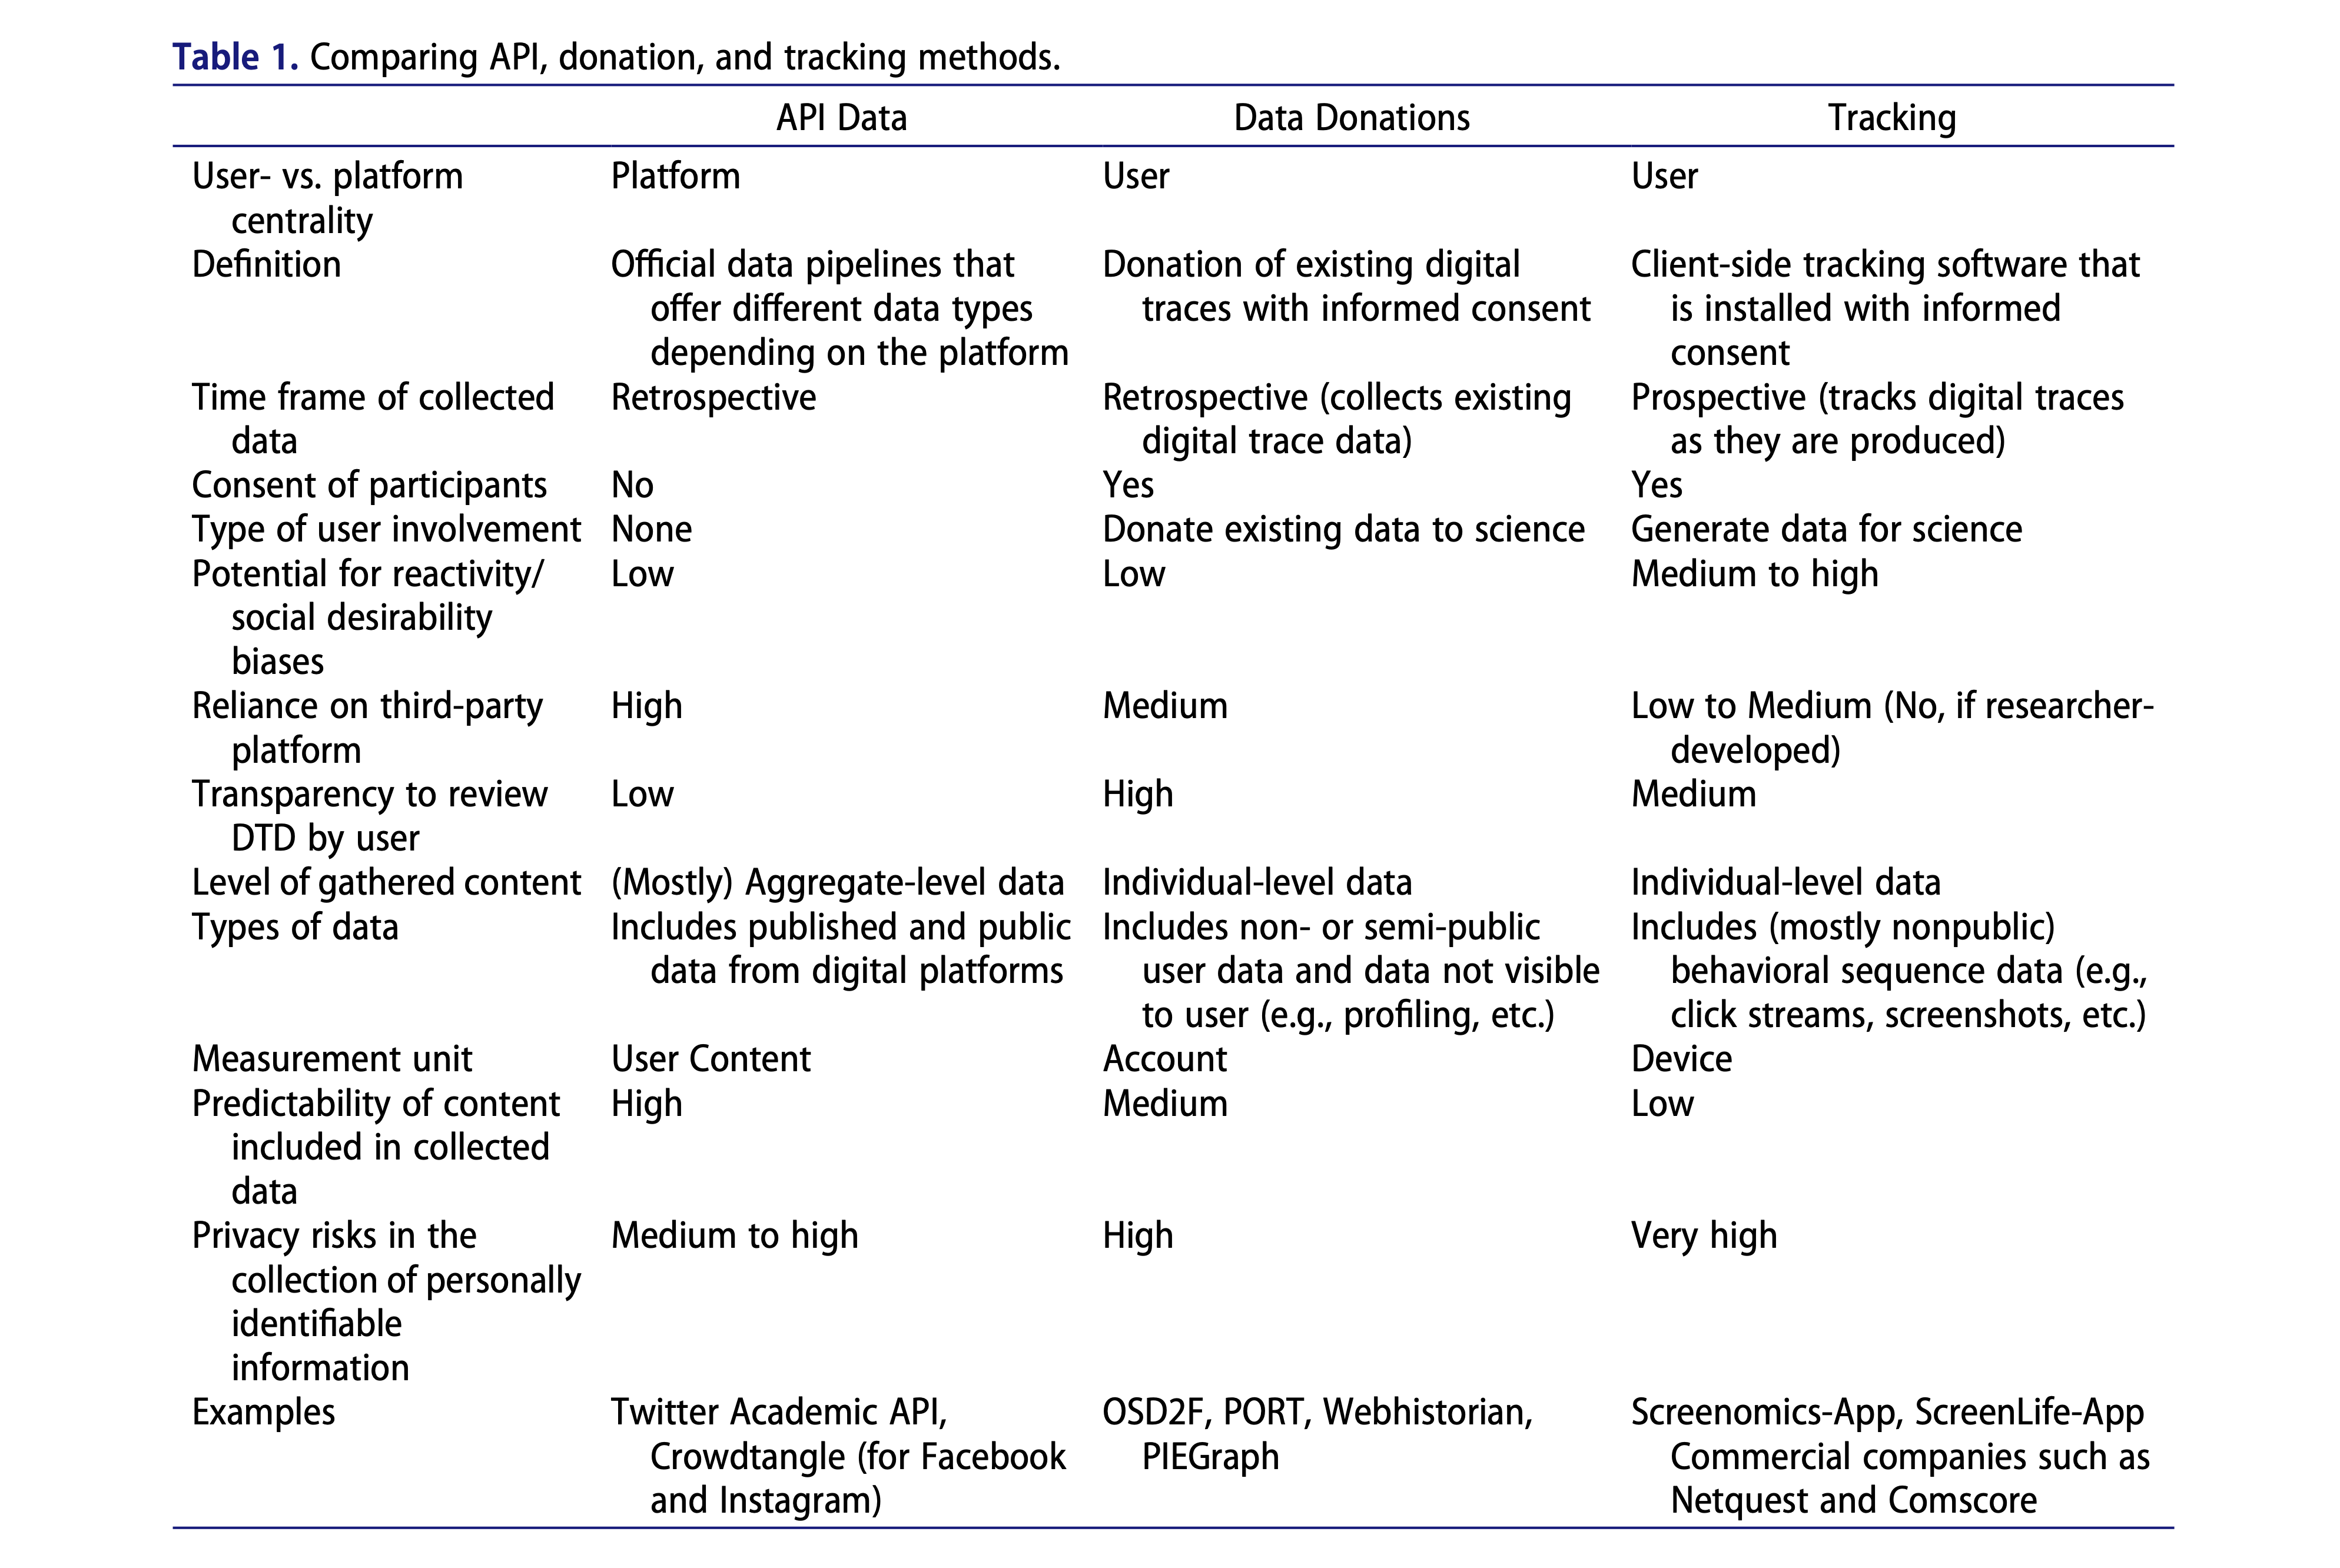 Table 1. Comparing API, donation, and tracking methods.
API Data Data Donations Tracking
User- vs. platform Platform User User
centrality
Definition Official data pipelines that Donation of existing digital Client-side tracking software that
offer different data types traces with informed consent is installed with informed
depending on the platform consent
Time frame of collected Retrospective Retrospective (collects existing Prospective (tracks digital traces
data digital trace data) as they are produced)
Consent of participants No Yes Yes
Type of user involvement None Donate existing data to science Generate data for science
Potential for reactivity/ Low Low Medium to high
social desirability
biases
Reliance on third-party High Medium Low to Medium (No, if researcher-
platform developed)
Transparency to review Low High Medium
DTD by user
Level of gathered content (Mostly) Aggregate-level data Individual-level data Individual-level data
Types of data Includes published and public Includes non- or semi-public Includes (mostly nonpublic)
data from digital platforms user data and data not visible behavioral sequence data (e.g.,
to user (e.g., profiling, etc.) click streams, screenshots, etc.)
Measurement unit User Content Account Device
Predictability of content High Medium Low
included in collected
data
Privacy risks in the Medium to high High Very high
collection of personally
identifiable
information
Examples Twitter Academic API, OSD2F, PORT, Webhistorian, Screenomics-App, ScreenLife-App
Crowdtangle (for Facebook PIEGraph Commercial companies such as
and Instagram) Netquest and Comscore